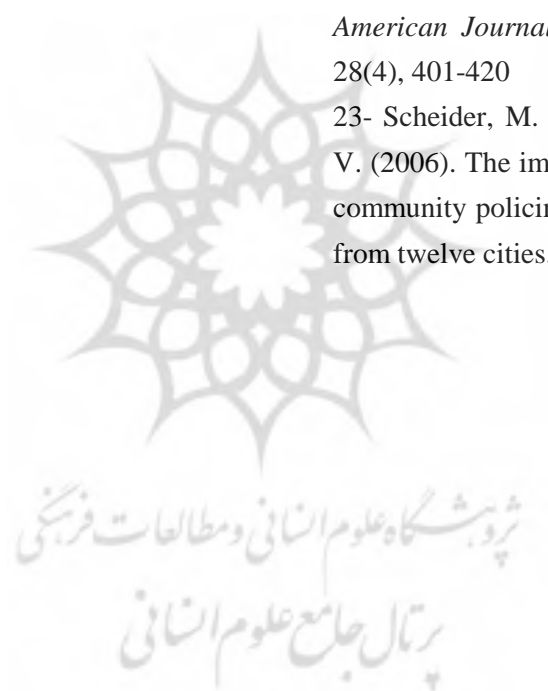 American Journal
28(4), 401-420
23- Scheider, M.
V. (2006). The im
community policin
from twelve cities.
پژوهشگاه علوم انسانی و مطالعات فرهنگی
پرتال جامع علوم انسانی